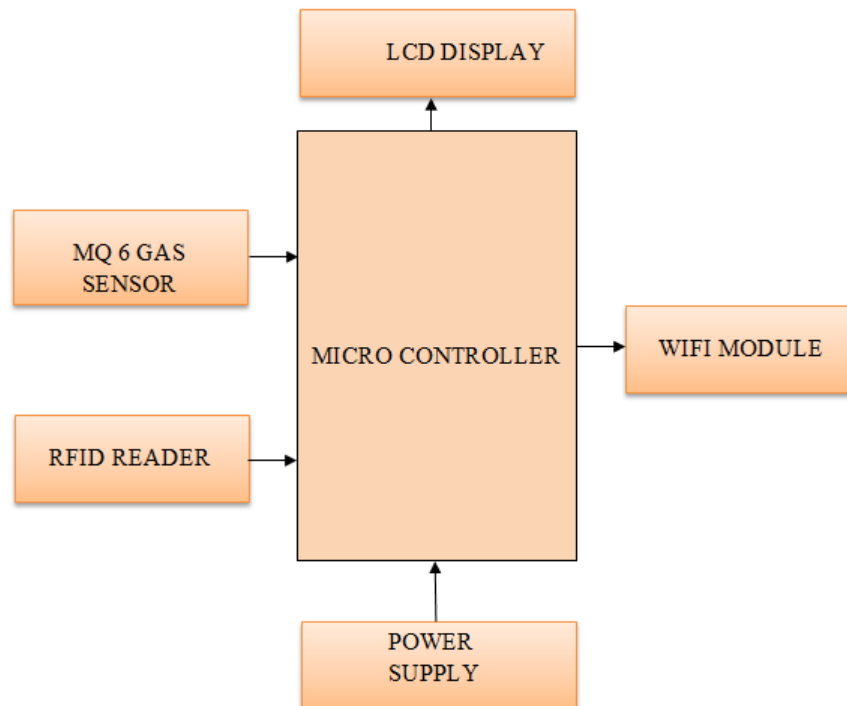 LCD DISPLAY
MQ 6 GAS
SENSOR
MICRO CONTROLLER
WIFI MODULE
RFID READER
POWER
SUPPLY